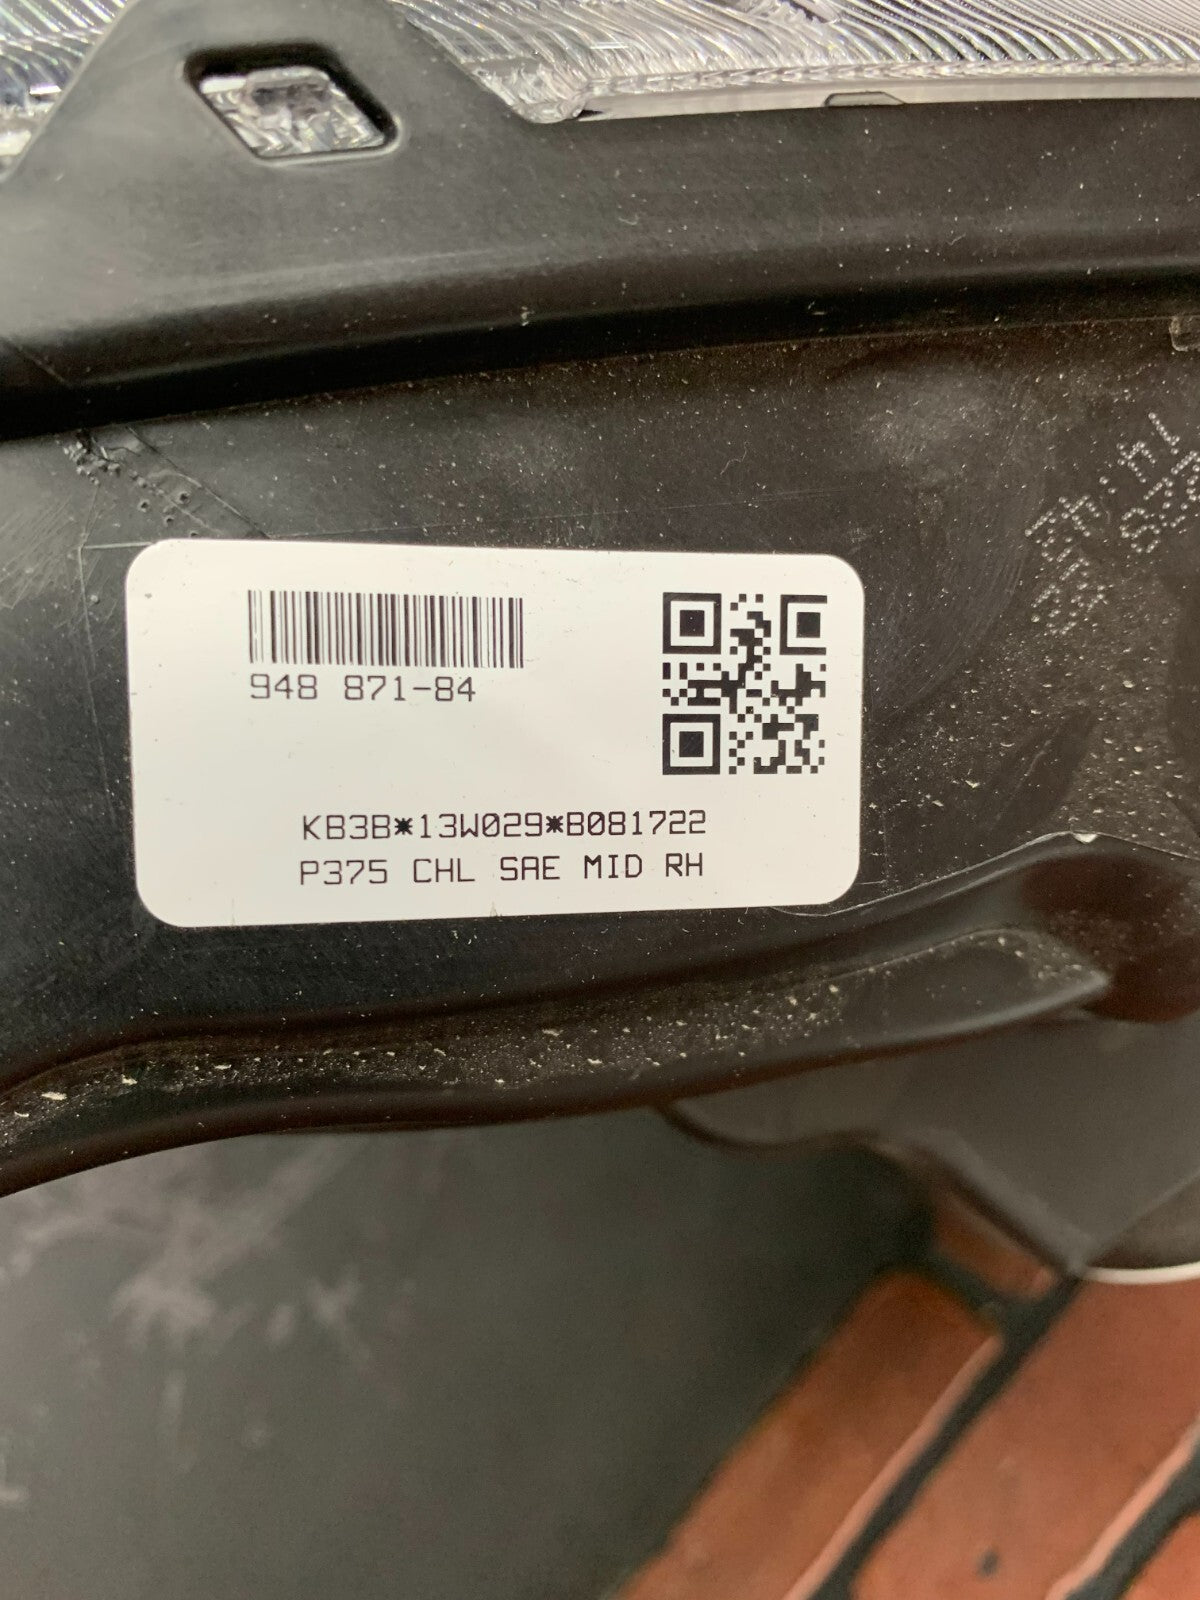 948 871-84
KB3B*13W029*B081722
P375 CHL SAE MID RH